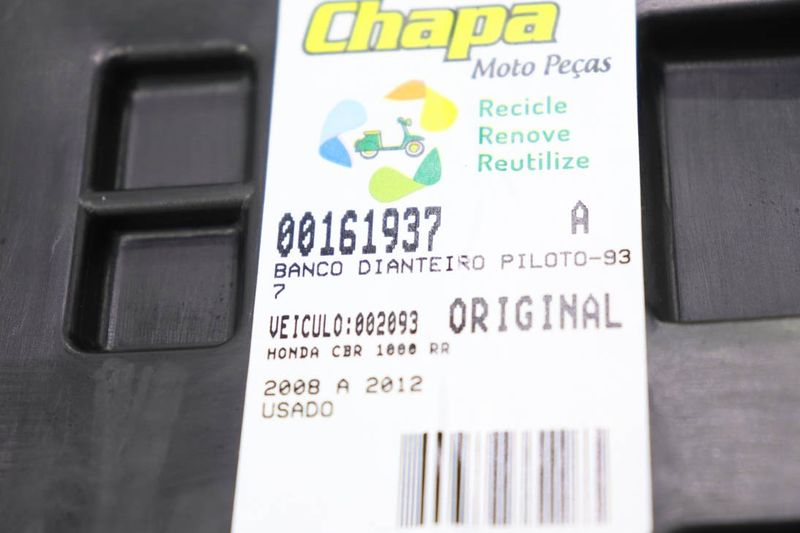 Chapa
Moto Peças
Recicle
Renove
Reutilize
00161937 A
BANCO DIANTEIRO PILOTO-93
7
VEICULO:002093 ORIGINAL
HONDA CBR 1000 RR
2008 A 2012
USADO